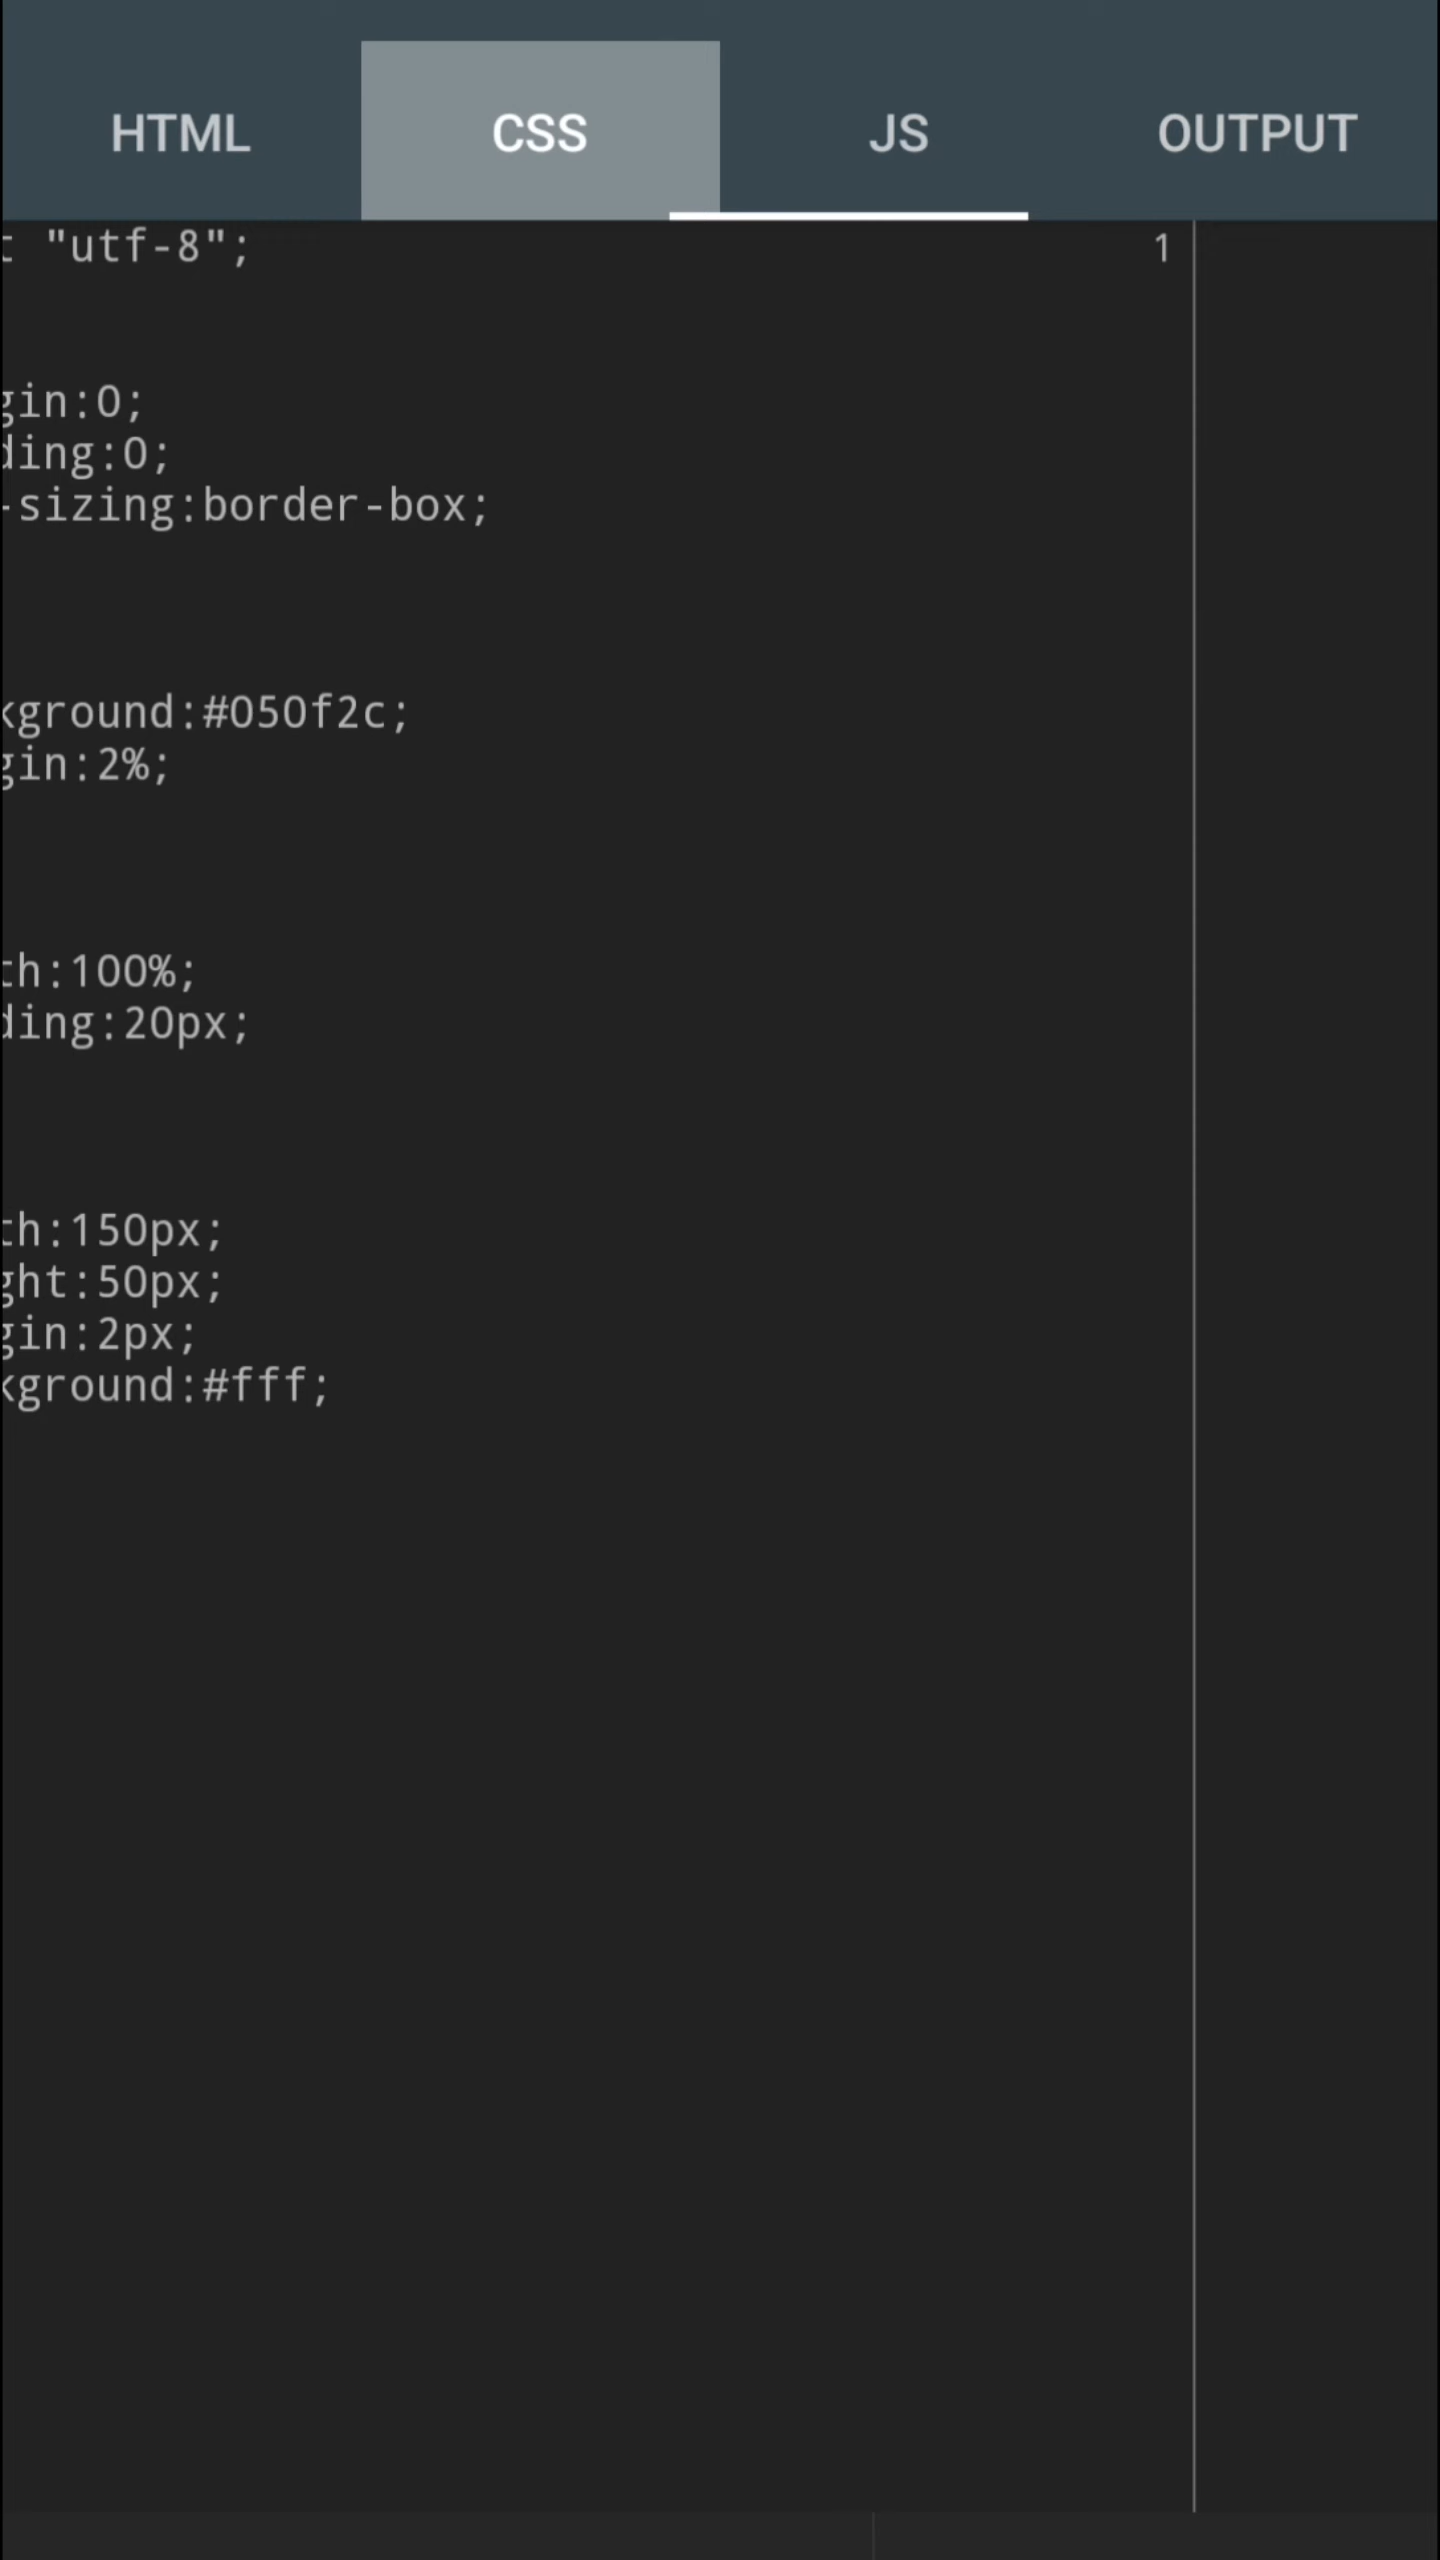 HTML CSS JS OUTPUT
"utf-8"; 1
gin:0;
ding:0;
-sizing:border-box;
kground:#050f2c;
gin:2%;
th:100%;
ding:20px;
th:150px;
ght:50px;
gin:2px;
kground:#fff;